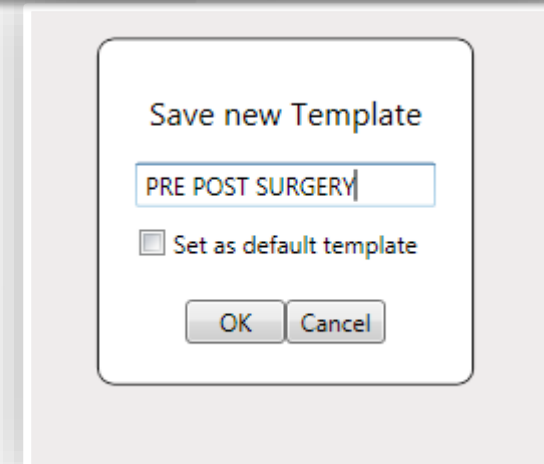 Save new Template
PRE POST SURGERY
Set as default template
OK Cancel